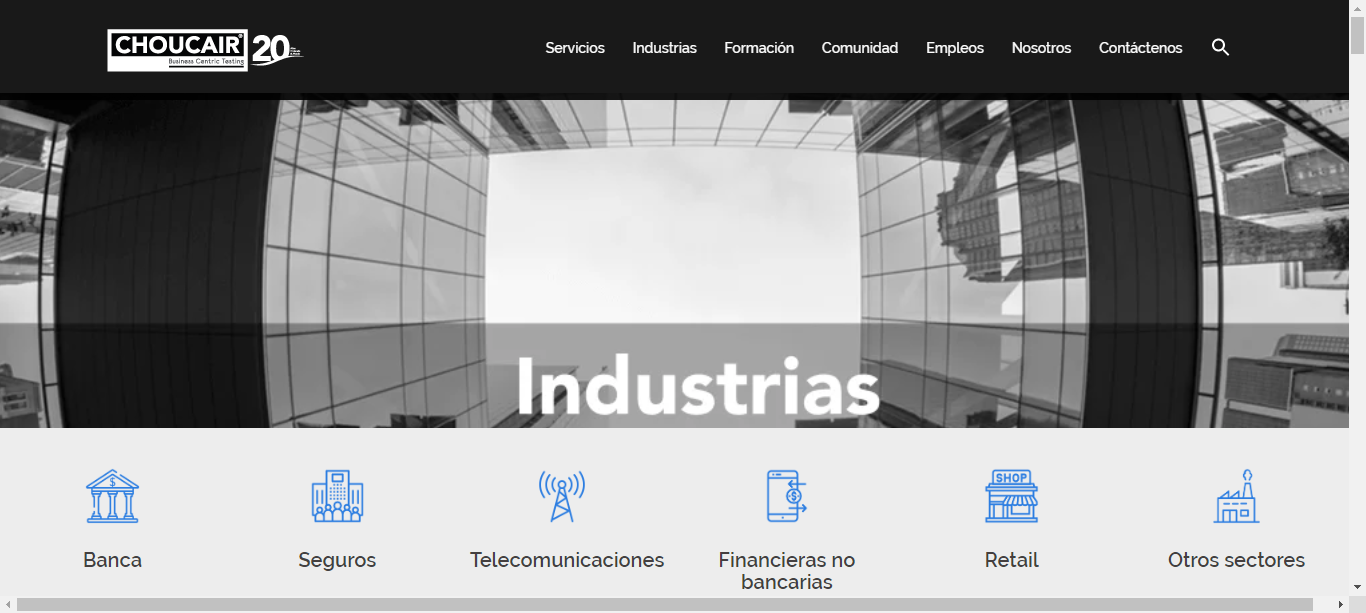 CHOUCAIR
Business Centric Testing
20
Servicios
Industrias
Formación
Comunidad
Empleos
Nosotros
Contáctenos
Industrias
SHOP
Banca
Seguros
Telecomunicaciones
Financieras no
bancarias
Retail
Otros sectores